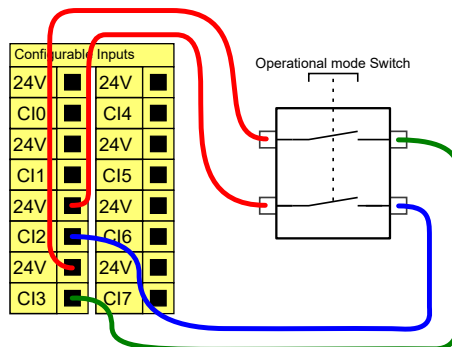 Configurable Inputs
Operational mode Switch
24V 24V
CI0 CI4
24V 24V
CI1 CI5
24V 24V
CI2 CI6
24V 24V
CI3 CI7